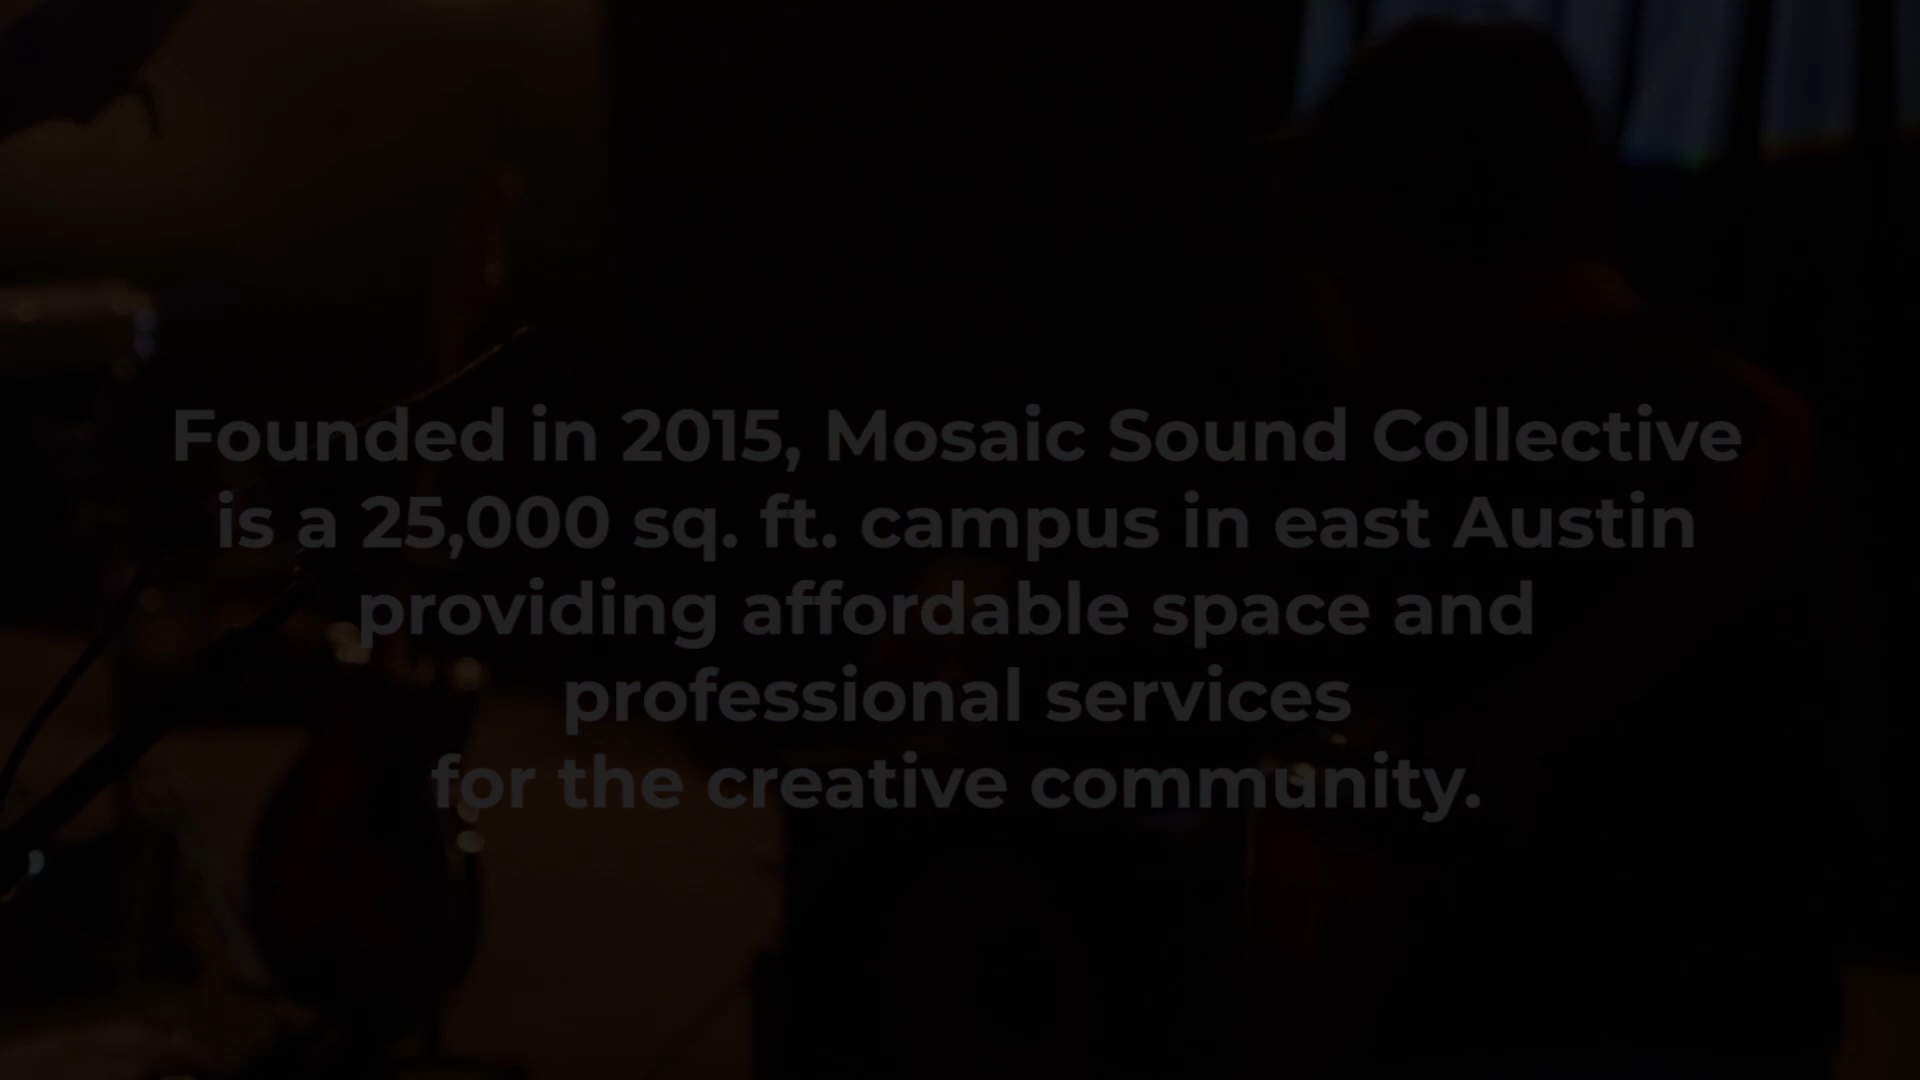 Founded in 2015, Mosaic Sound Collective
is a 25,000 sq. ft. campus in east Austin
providing affordable space and
professional services
for the creative community.